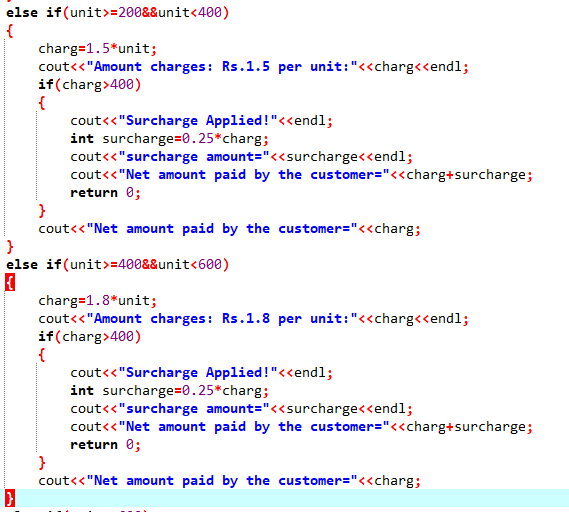 else if(unit>=200&&unit<400)
{
charg=1.5*unit;
cout<<"Amount charges: Rs.1.5 per unit:"<<charg<<endl;
if(charg>400)
{
cout<<"Surcharge Applied!"<<endl;
int surcharge=0.25*charg;
cout<<"surcharge amount="<<surcharge<<endl;
cout<<"Net amount paid by the customer="<<charg+surcharge;
return 0;
}
cout<<"Net amount paid by the customer="<<charg;
}
else if(unit>=400&&unit<600)
{
charg=1.8*unit;
cout<<"Amount charges: Rs.1.8 per unit:"<<charg<<endl;
if(charg>400)
{
cout<<"Surcharge Applied!"<<endl;
int surcharge=0.25*charg;
cout<<"surcharge amount="<<surcharge<<endl;
cout<<"Net amount paid by the customer="<<charg+surcharge;
return 0;
}
cout<<"Net amount paid by the customer="<<charg;
}